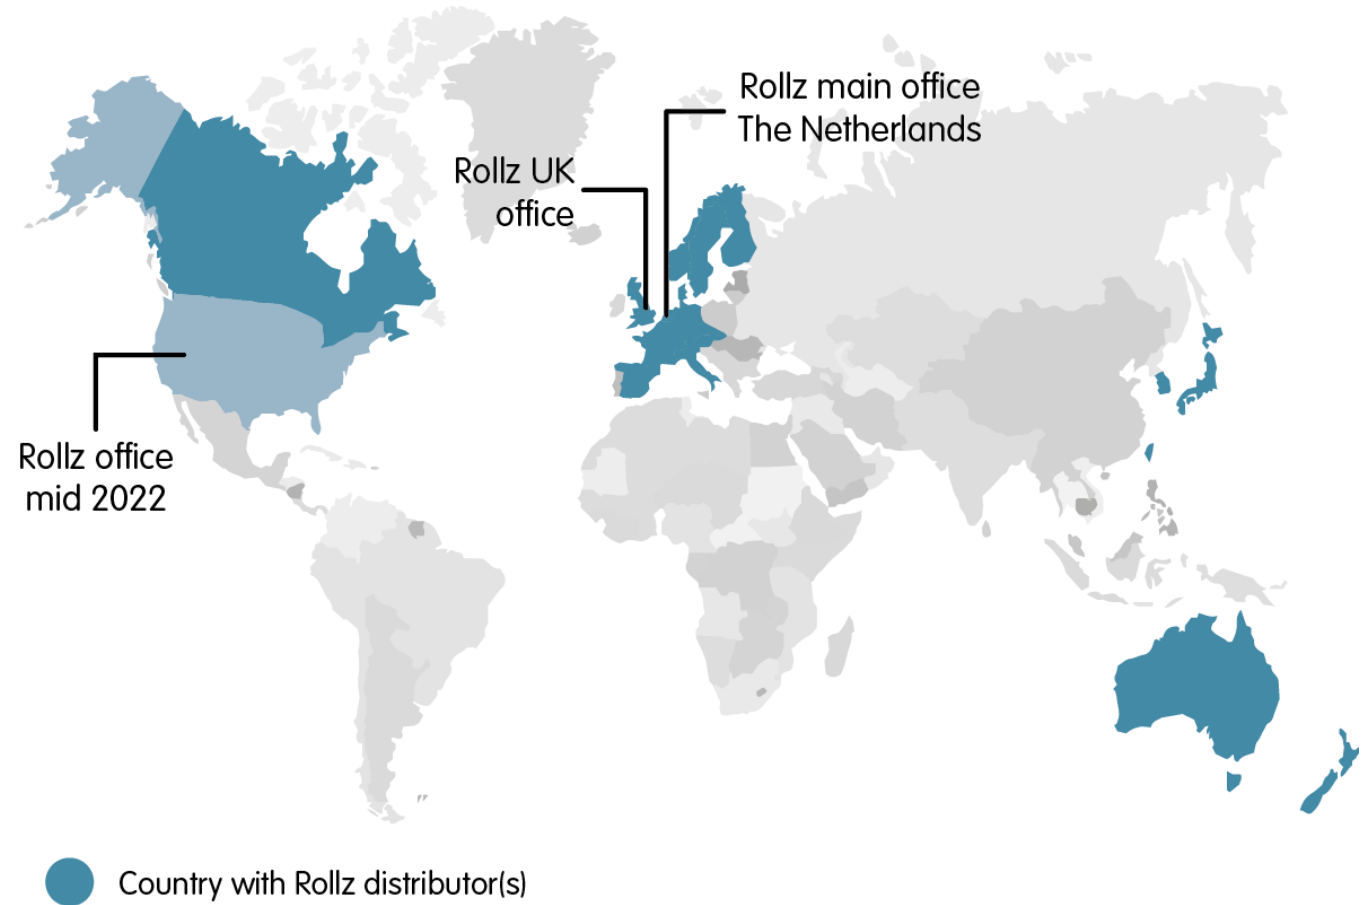 Rollz main office
The Netherlands
Rollz UK
office
Rollz office
mid 2022
Country with Rollz distributor(s)